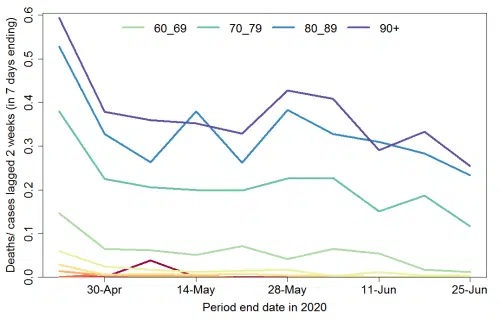 60_69 70_79 80_89 90+
Deaths/ cases lagged 2 weeks (in 7 days ending)
0.6
0.5
0.4
0.3
0.2
0.1
0.0
30-Apr 14-May 28-May 11-Jun 25-Jun
Period end date in 2020